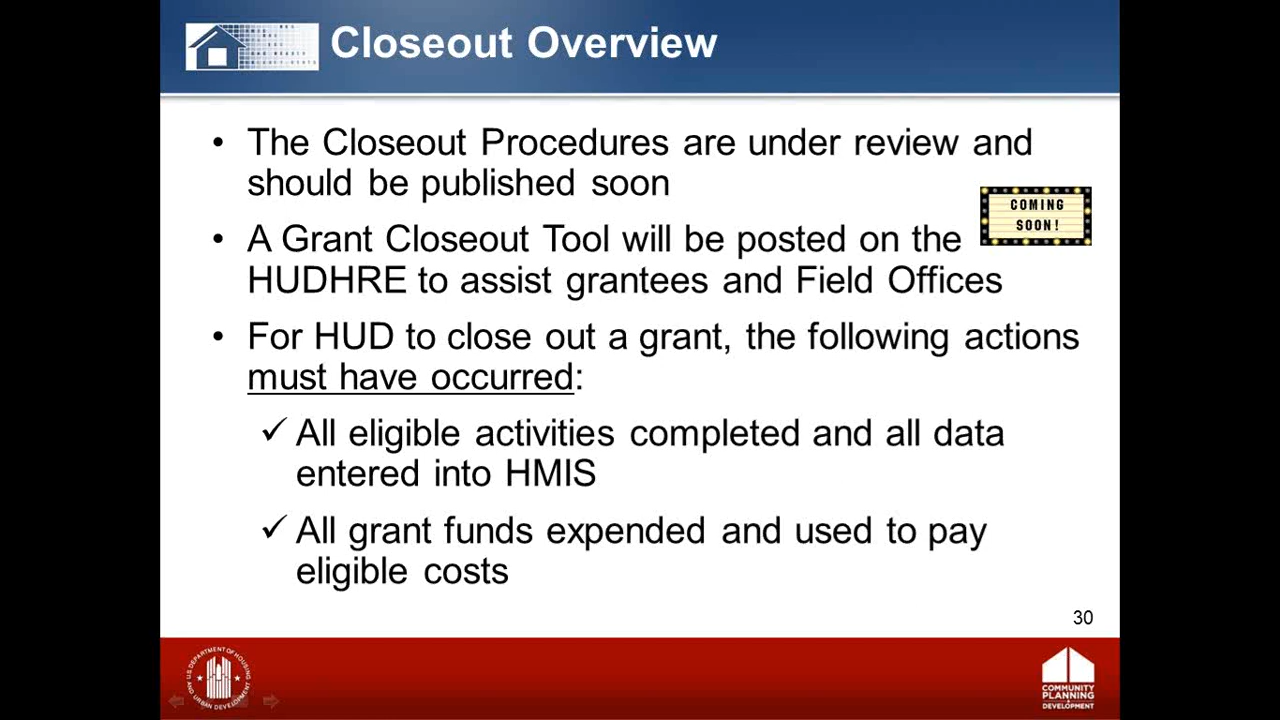 Closeout Overview
• The Closeout Procedures are under review and
should be published soon
COMING
SOON!
• A Grant Closeout Tool will be posted on the
HUDHRE to assist grantees and Field Offices
• For HUD to close out a grant, the following actions
must have occurred:
✓ All eligible activities completed and all data
entered into HMIS
✓ All grant funds expended and used to pay
eligible costs
30
U.S. DEPARTMENT OF HOUSING
AND URBAN DEVELOPMENT
COMMUNITY
PLANNING
DEVELOPMENT